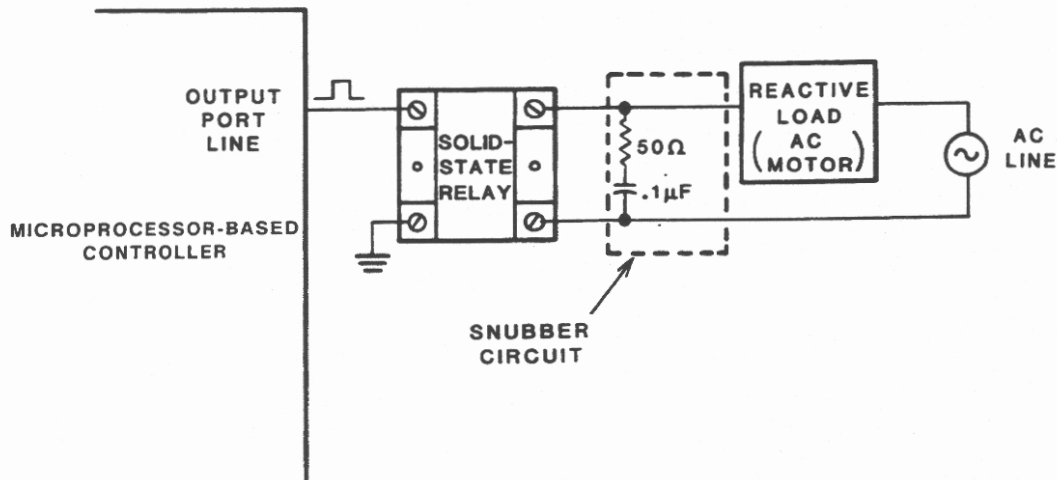 OUTPUT
PORT
LINE
MICROPROCESSOR-BASED
CONTROLLER
SOLID-
STATE
RELAY
50Ω
.1μF
SNUBBER
CIRCUIT
REACTIVE
LOAD
(AC
MOTOR)
AC
LINE